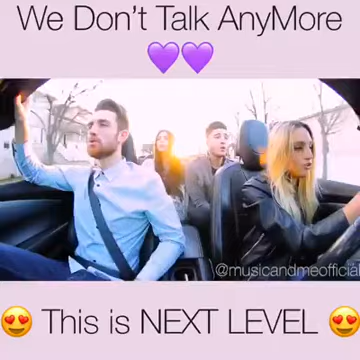 We Don't Talk AnyMore
💜💜
@musicandmeofficial
😍 This is NEXT LEVEL 😍